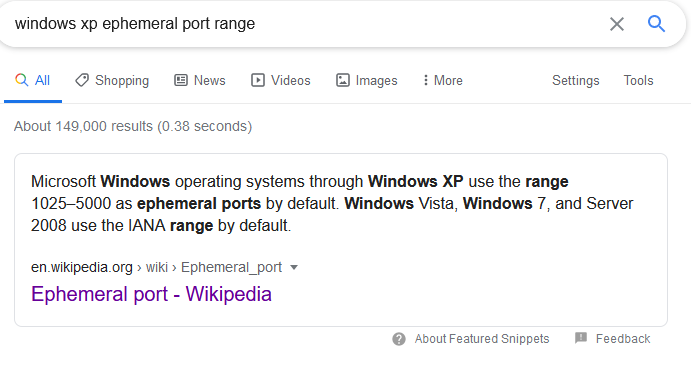 windows xp ephemeral port range
All Shopping News Videos Images More Settings Tools
About 149,000 results (0.38 seconds)
Microsoft Windows operating systems through Windows XP use the range
1025–5000 as ephemeral ports by default. Windows Vista, Windows 7, and Server
2008 use the IANA range by default.
en.wikipedia.org › wiki › Ephemeral_port
Ephemeral port - Wikipedia
About Featured Snippets Feedback